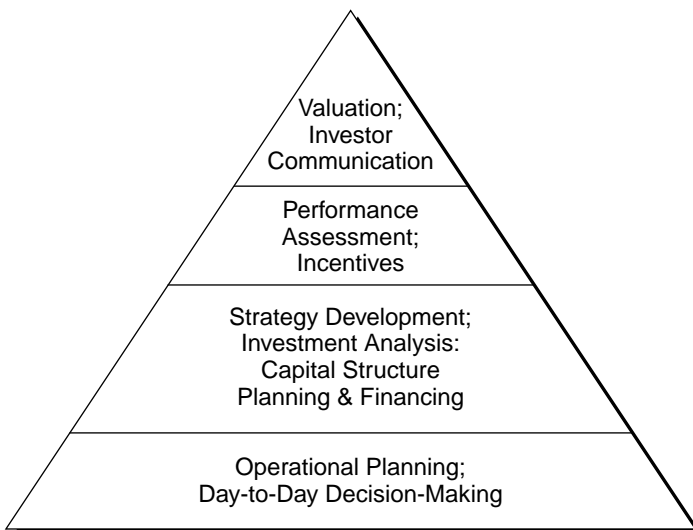 Valuation;
Investor
Communication
Performance
Assessment;
Incentives
Strategy Development;
Investment Analysis:
Capital Structure
Planning & Financing
Operational Planning;
Day-to-Day Decision-Making